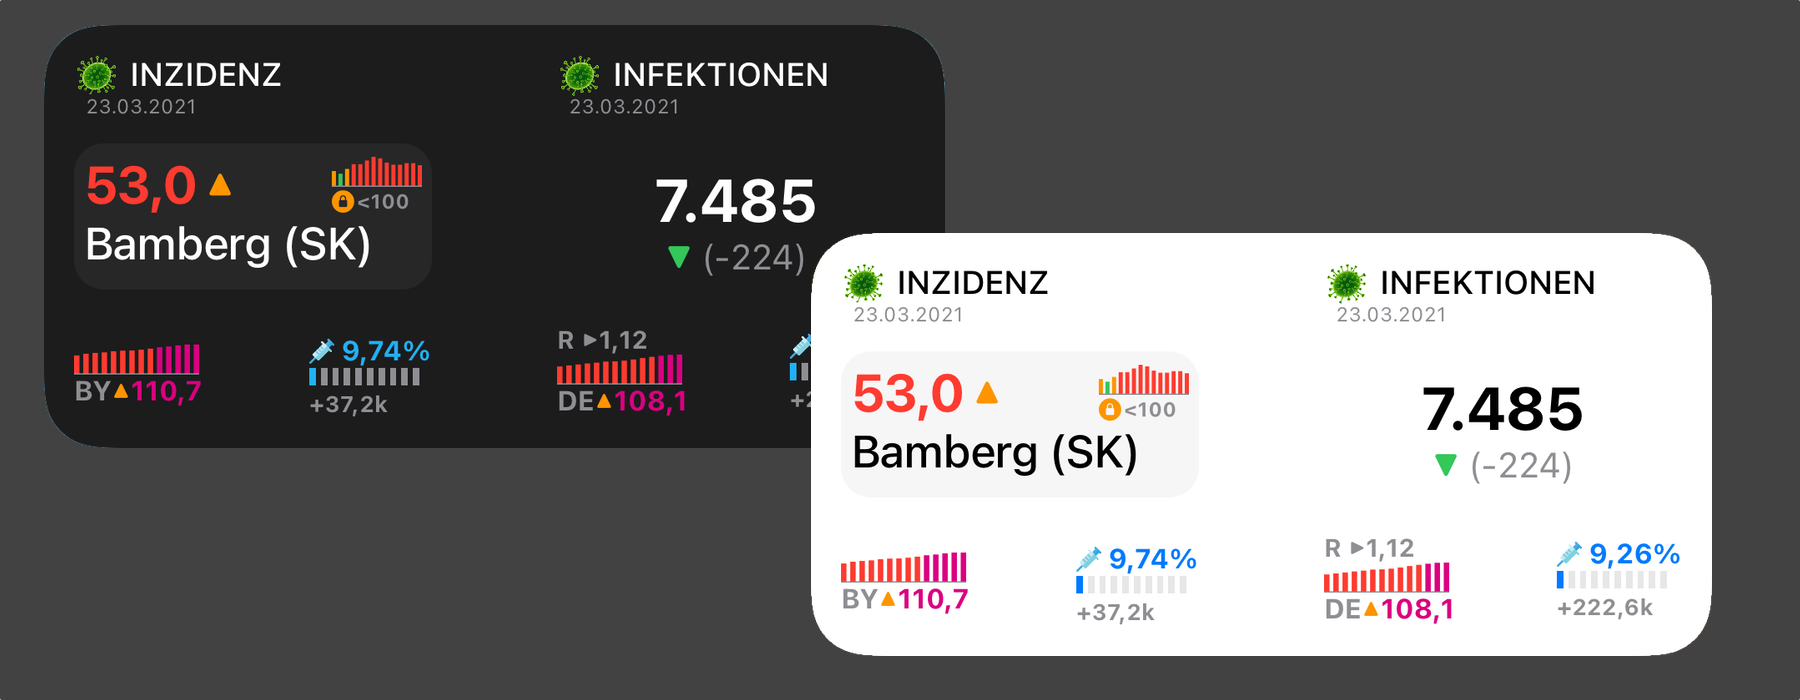 INZIDENZ
23.03.2021
53,0
<100
Bamberg (SK)
BY 110,7
9,74%
+37,2k
INFEKTIONEN
23.03.2021
7.485
(-224)
R 1,12
DE 108,1
INZIDENZ
23.03.2021
53,0
<100
Bamberg (SK)
BY 110,7
9,74%
+37,2k
INFEKTIONEN
23.03.2021
7.485
(-224)
R 1,12
DE 108,1
9,26%
+222,6k